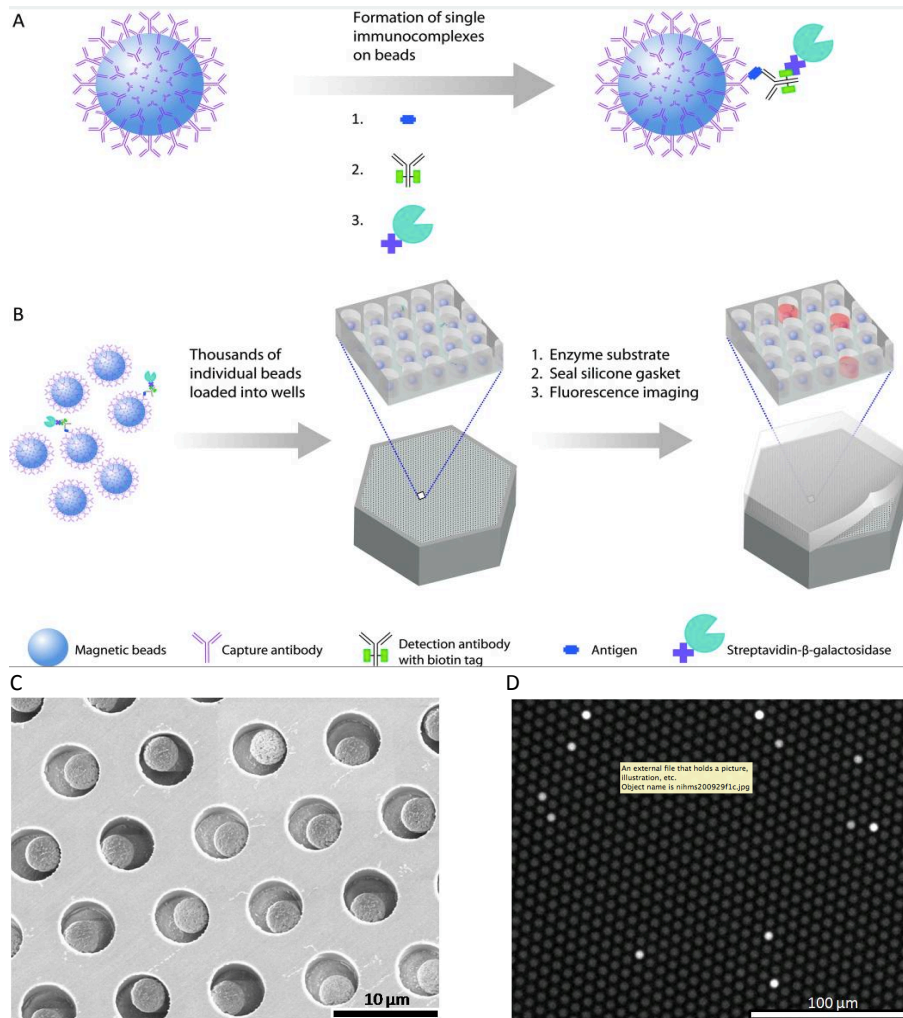 A
Formation of single
immunocomplexes
on beads
1.
2.
3.
B
Thousands of
individual beads
loaded into wells
1. Enzyme substrate
2. Seal silicone gasket
3. Fluorescence imaging
Magnetic beads
Capture antibody
Detection antibody
with biotin tag
Antigen
Streptavidin-β-galactosidase
C
D
An external file that holds a picture,
illustration, etc.
Object name is nihms200929f1c.jpg
10 μm
100 μm